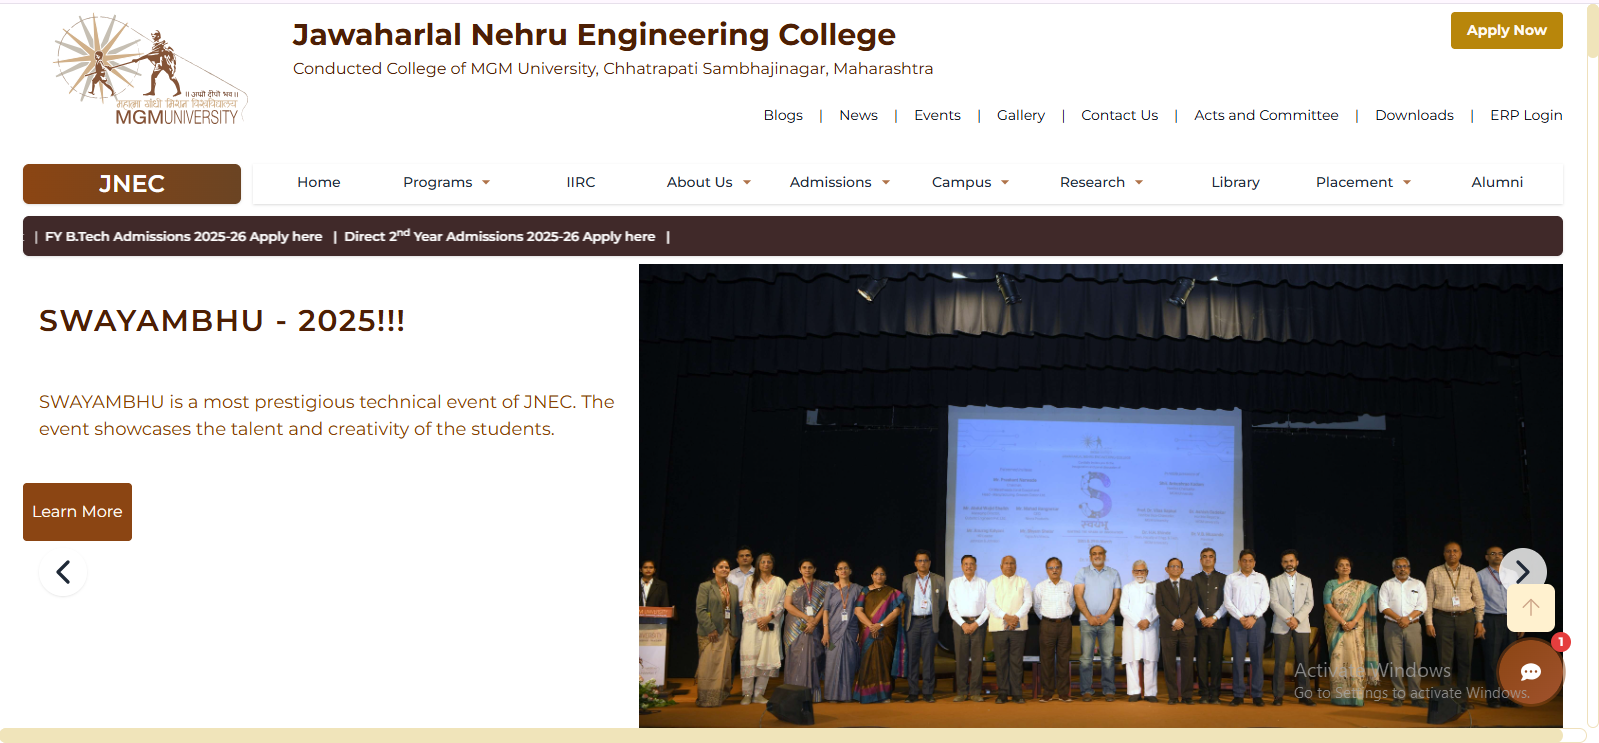 Jawaharlal Nehru Engineering College
Apply Now
Conducted College of MGM University, Chhatrapati Sambhajinagar, Maharashtra
|| अत्त दीपो भव ||
महात्मा गाँधी मिशन विश्वविद्यालय
MGMUNIVERSITY
Blogs | News | Events | Gallery | Contact Us | Acts and Committee | Downloads | ERP Login
JNEC
Home Programs IIRC About Us Admissions Campus Research Library Placement Alumni
| FY B.Tech Admissions 2025-26 Apply here | Direct 2nd Year Admissions 2025-26 Apply here |
SWAYAMBHU - 2025!!!
SWAYAMBHU is a most prestigious technical event of JNEC. The
event showcases the talent and creativity of the students.
Learn More
S
स्वयंभू
1
Activate Windows
Go to Settings to activate Windows.